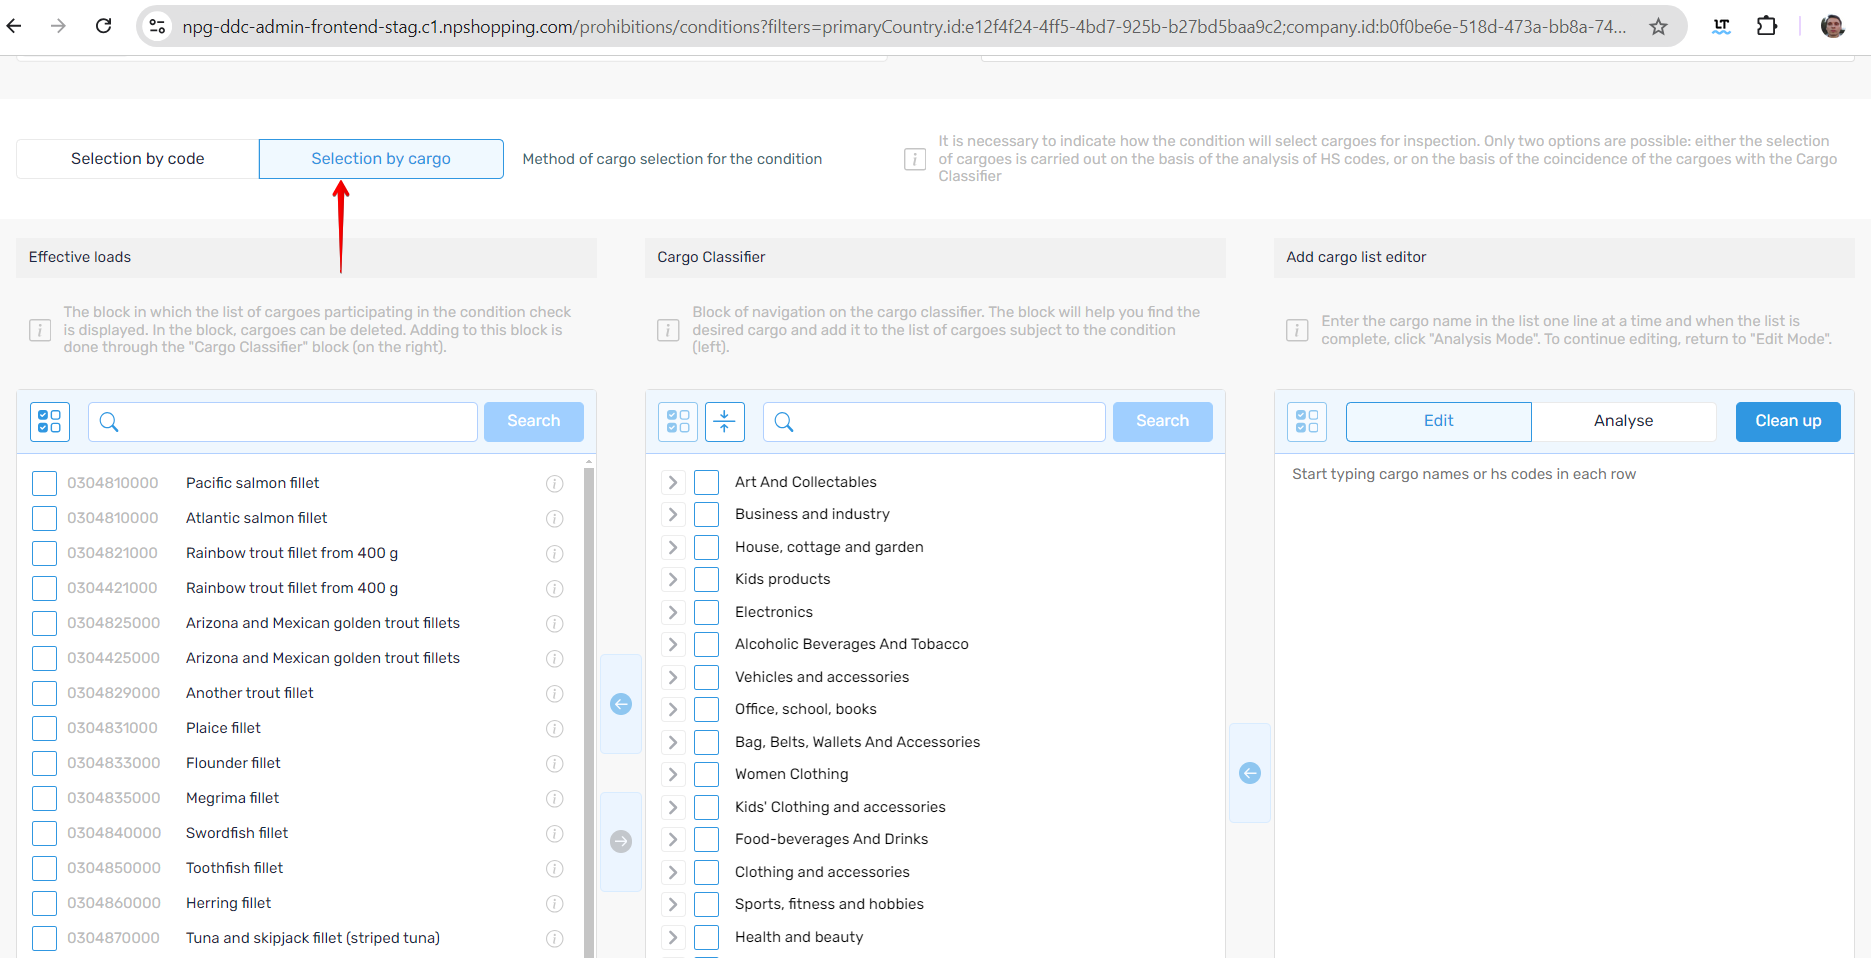 npg-ddc-admin-frontend-stag.c1.npshopping.com/prohibitions/conditions?filters=primaryCountry.id:e12f4f24-4ff5-4bd7-925b-b27bd5baa9c2;company.id:b0f0be6e-518d-473a-bb8a-74...
LT
Selection by code
Selection by cargo
Method of cargo selection for the condition
It is necessary to indicate how the condition will select cargoes for inspection. Only two options are possible: either the selection
of cargoes is carried out on the basis of the analysis of HS codes, or on the basis of the coincidence of the cargoes with the Cargo
Classifier
Effective loads
The block in which the list of cargoes participating in the condition check
is displayed. In the block, cargoes can be deleted. Adding to this block is
done through the "Cargo Classifier" block (on the right).
Search
0304810000 Pacific salmon fillet
0304810000 Atlantic salmon fillet
0304821000 Rainbow trout fillet from 400 g
0304421000 Rainbow trout fillet from 400 g
0304825000 Arizona and Mexican golden trout fillets
0304425000 Arizona and Mexican golden trout fillets
0304829000 Another trout fillet
0304831000 Plaice fillet
0304833000 Flounder fillet
0304835000 Megrima fillet
0304840000 Swordfish fillet
0304850000 Toothfish fillet
0304860000 Herring fillet
0304870000 Tuna and skipjack fillet (striped tuna)
Cargo Classifier
Block of navigation on the cargo classifier. The block will help you find the
desired cargo and add it to the list of cargoes subject to the condition
(left).
Search
Art And Collectables
Business and industry
House, cottage and garden
Kids products
Electronics
Alcoholic Beverages And Tobacco
Vehicles and accessories
Office, school, books
Bag, Belts, Wallets And Accessories
Women Clothing
Kids' Clothing and accessories
Food-beverages And Drinks
Clothing and accessories
Sports, fitness and hobbies
Health and beauty
Add cargo list editor
Enter the cargo name in the list one line at a time and when the list is
complete, click "Analysis Mode". To continue editing, return to "Edit Mode".
Edit
Analyse
Clean up
Start typing cargo names or hs codes in each row